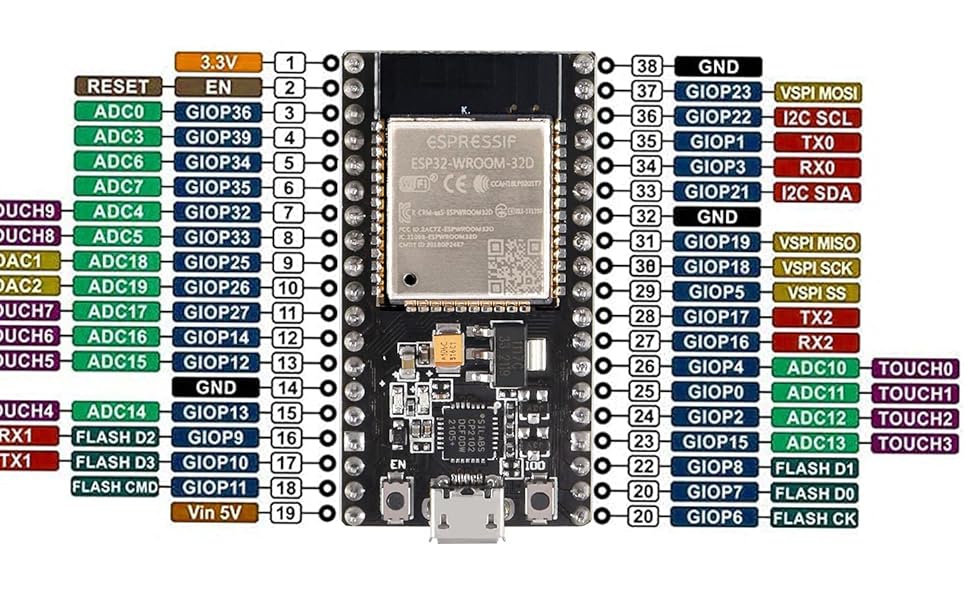 3.3V 1
RESET EN 2
ADC0 GIOP36 3
ADC3 GIOP39 4
ADC6 GIOP34 5
ADC7 GIOP35 6
OUCH9 ADC4 GIOP32 7
OUCH8 ADC5 GIOP33 8
DAC1 ADC18 GIOP25 9
DAC2 ADC19 GIOP26 10
OUCH7 ADC17 GIOP27 11
OUCH6 ADC16 GIOP14 12
OUCH5 ADC15 GIOP12 13
GND 14
OUCH4 ADC14 GIOP13 15
RX1 FLASH D2 GIOP9 16
TX1 FLASH D3 GIOP10 17
FLASH CMD GIOP11 18
Vin 5V 19
K.
ESPRESSIF
ESP32-WROOM-32D
WiFi CE
EN
SILABS
CP2102
IO0
38 GND
37 GIOP23 VSPI MOSI
36 GIOP22 I2C SCL
35 GIOP1 TX0
34 GIOP3 RX0
33 GIOP21 I2C SDA
32 GND
31 GIOP19 VSPI MISO
30 GIOP18 VSPI SCK
29 GIOP5 VSPI SS
28 GIOP17 TX2
27 GIOP16 RX2
26 GIOP4 ADC10 TOUCH0
25 GIOP0 ADC11 TOUCH1
24 GIOP2 ADC12 TOUCH2
23 GIOP15 ADC13 TOUCH3
22 GIOP8 FLASH D1
20 GIOP7 FLASH D0
20 GIOP6 FLASH CK